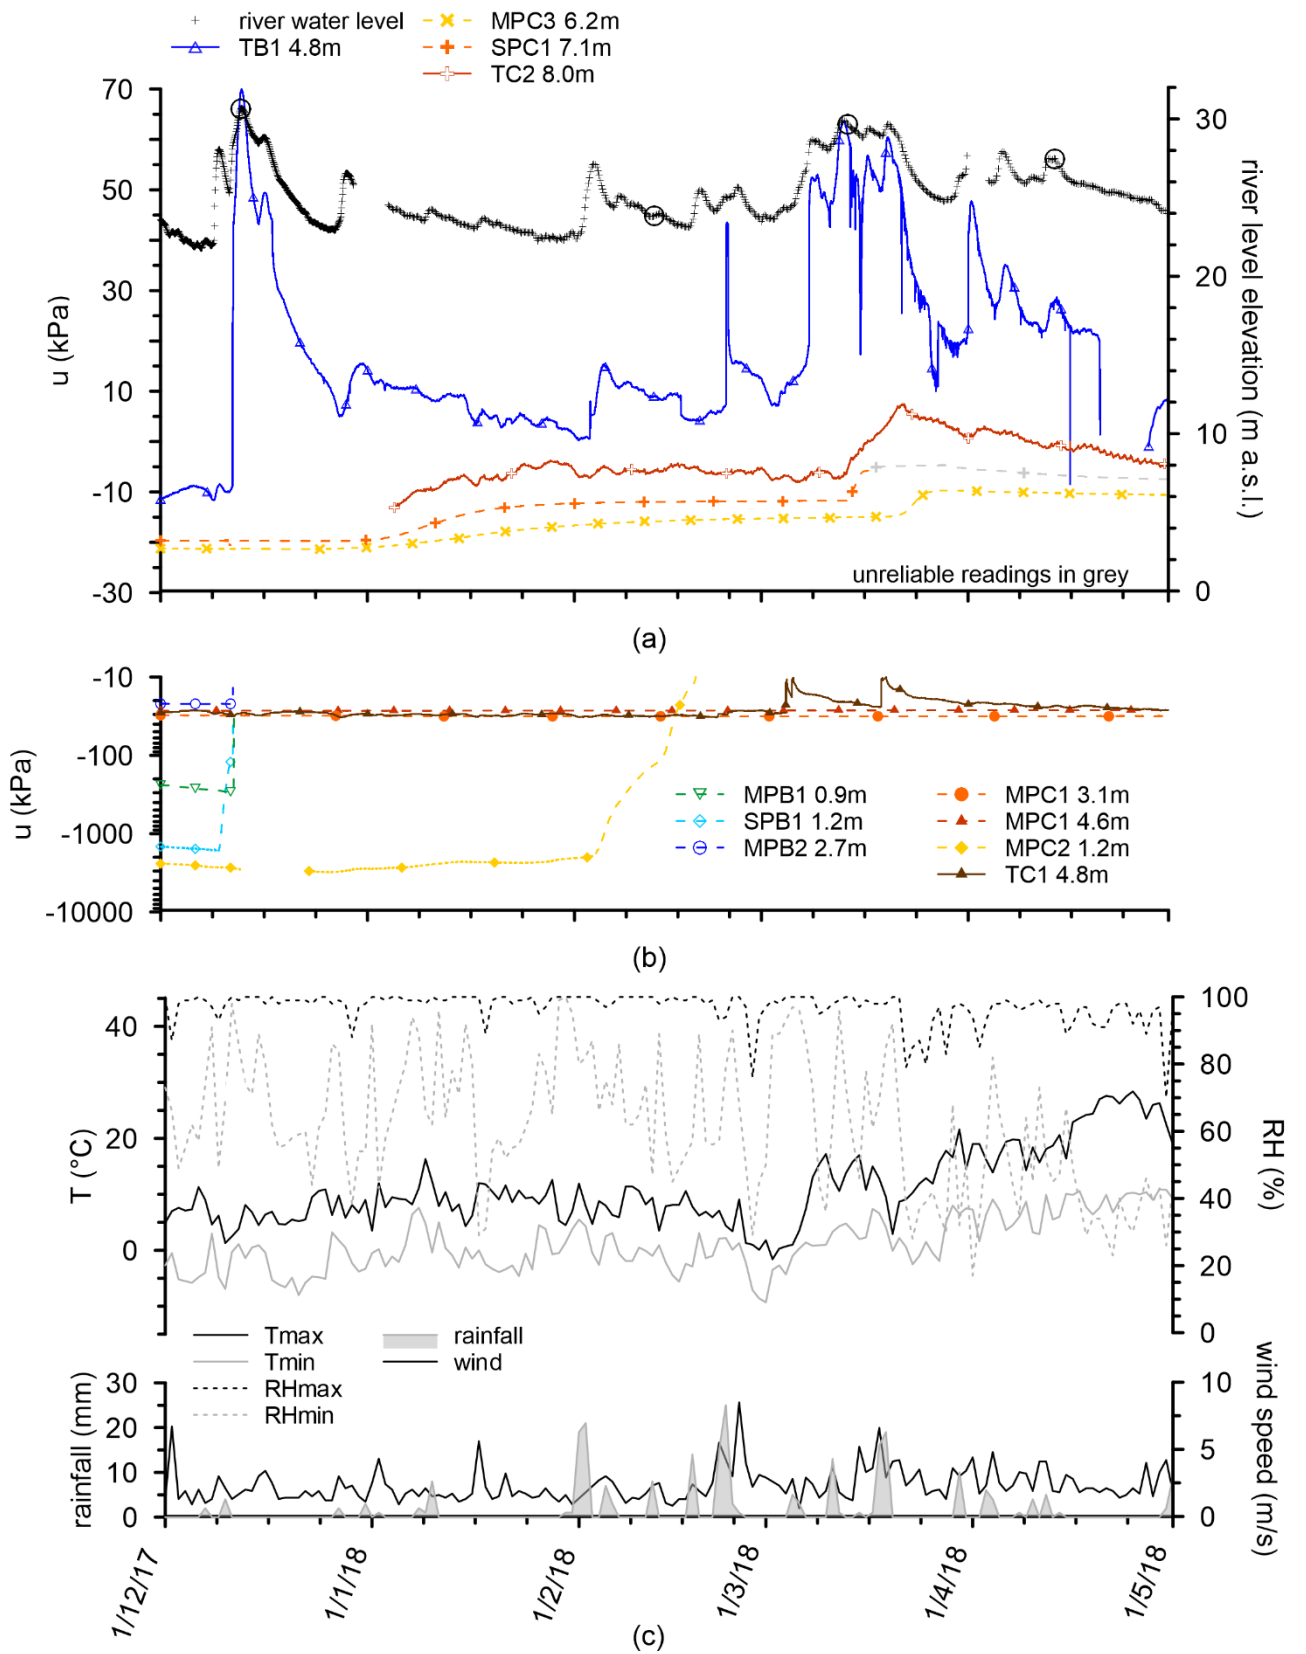 river water level
MPC3 6.2m
TB1 4.8m
SPC1 7.1m
TC2 8.0m
70
50
30
10
-10
-30
u (kPa)
30
20
10
0
river level elevation (m a.s.l.)
unreliable readings in grey
(a)
-10
-100
-1000
-10000
u (kPa)
MPB1 0.9m
MPC1 3.1m
SPB1 1.2m
MPC1 4.6m
MPB2 2.7m
MPC2 1.2m
TC1 4.8m
(b)
40
20
0
T (°C)
100
80
60
40
20
0
RH (%)
Tmax
rainfall
Tmin
wind
RHmax
RHmin
30
20
10
0
rainfall (mm)
10
5
0
wind speed (m/s)
1/12/17
1/1/18
1/2/18
1/3/18
1/4/18
1/5/18
(c)